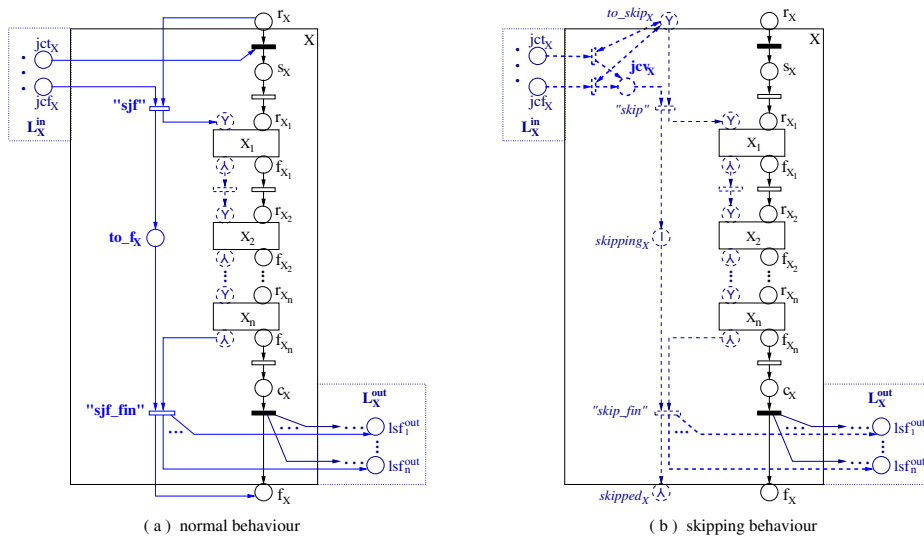 r_X
X
jct_X
jcf_X
L_X^in
s_X
"sjf"
r_X1
Y
X_1
⅄
f_X1
Y
r_X2
X_2
to_f_X
⅄
f_X2
Y
r_Xn
X_n
⅄
f_Xn
c_X
L_X^out
"sjf_fin"
...
...
...
lsf_1^out
...
lsf_n^out
f_X
( a ) normal behaviour
to_skip_X
Y
r_X
X
jct_X
jcv_X
jcf_X
L_X^in
s_X
"skip"
Y
r_X1
X_1
⅄
f_X1
Y
r_X2
skipping_X
X_2
⅄
f_X2
Y
r_Xn
X_n
⅄
f_Xn
c_X
L_X^out
"skip_fin"
...
...
...
lsf_1^out
...
lsf_n^out
skipped_X
⅄
f_X
( b ) skipping behaviour